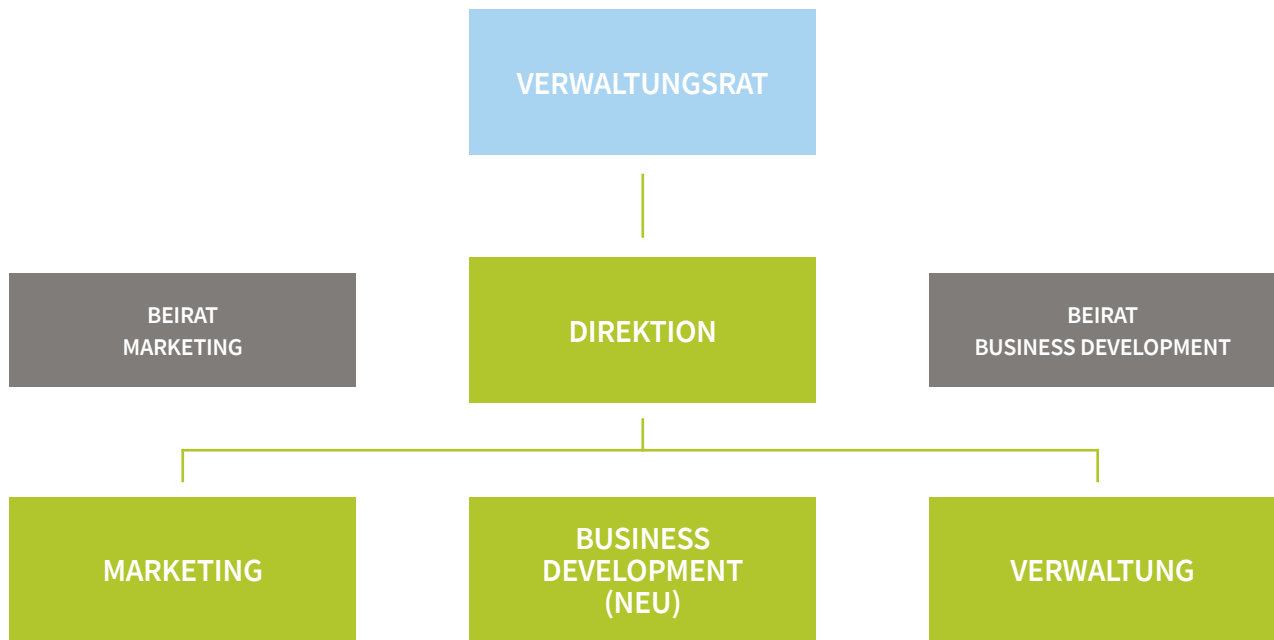 VERWALTUNGSRAT
BEIRAT
MARKETING
DIREKTION
BEIRAT
BUSINESS DEVELOPMENT
MARKETING
BUSINESS
DEVELOPMENT
(NEU)
VERWALTUNG